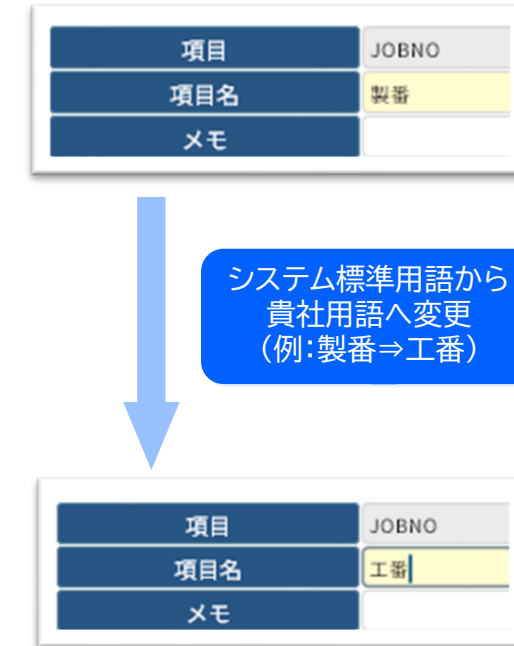 項目 JOBNO
項目名 製番
メモ
システム標準用語から
貴社用語へ変更
（例：製番⇒工番）
項目 JOBNO
項目名 工番
メモ